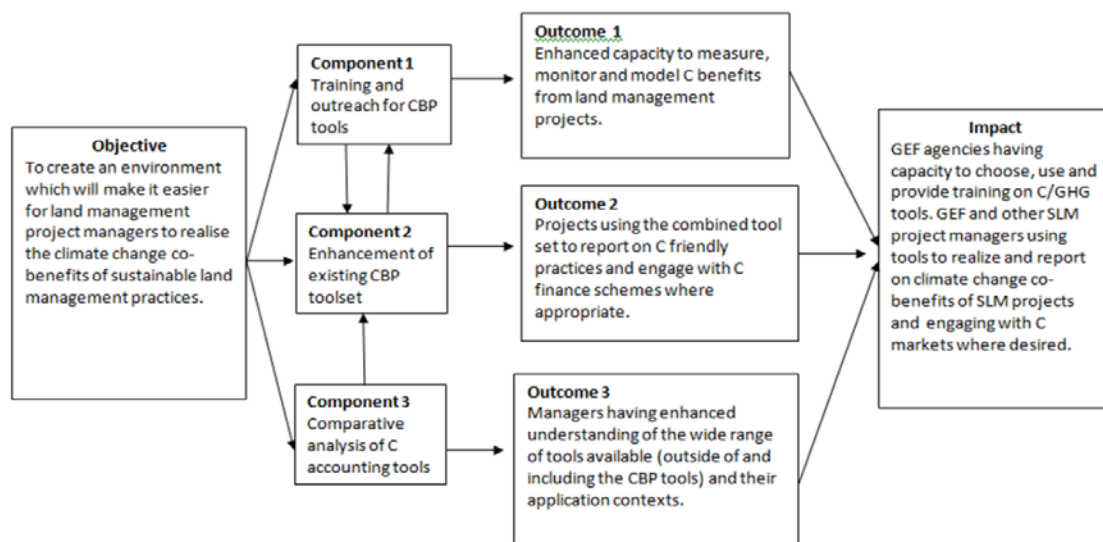 Objective
To create an environment
which will make it easier
for land management
project managers to realise
the climate change co-
benefits of sustainable land
management practices.
Component 1
Training and
outreach for CBP
tools
Component 2
Enhancement of
existing CBP
toolset
Component 3
Comparative
analysis of C
accounting tools
Outcome 1
Enhanced capacity to measure,
monitor and model C benefits
from land management
projects.
Outcome 2
Projects using the combined tool
set to report on C friendly
practices and engage with C
finance schemes where
appropriate.
Outcome 3
Managers having enhanced
understanding of the wide range
of tools available (outside of and
including the CBP tools) and their
application contexts.
Impact
GEF agencies having
capacity to choose, use and
provide training on C/GHG
tools. GEF and other SLM
project managers using
tools to realize and report
on climate change co-
benefits of SLM projects
and engaging with C
markets where desired.